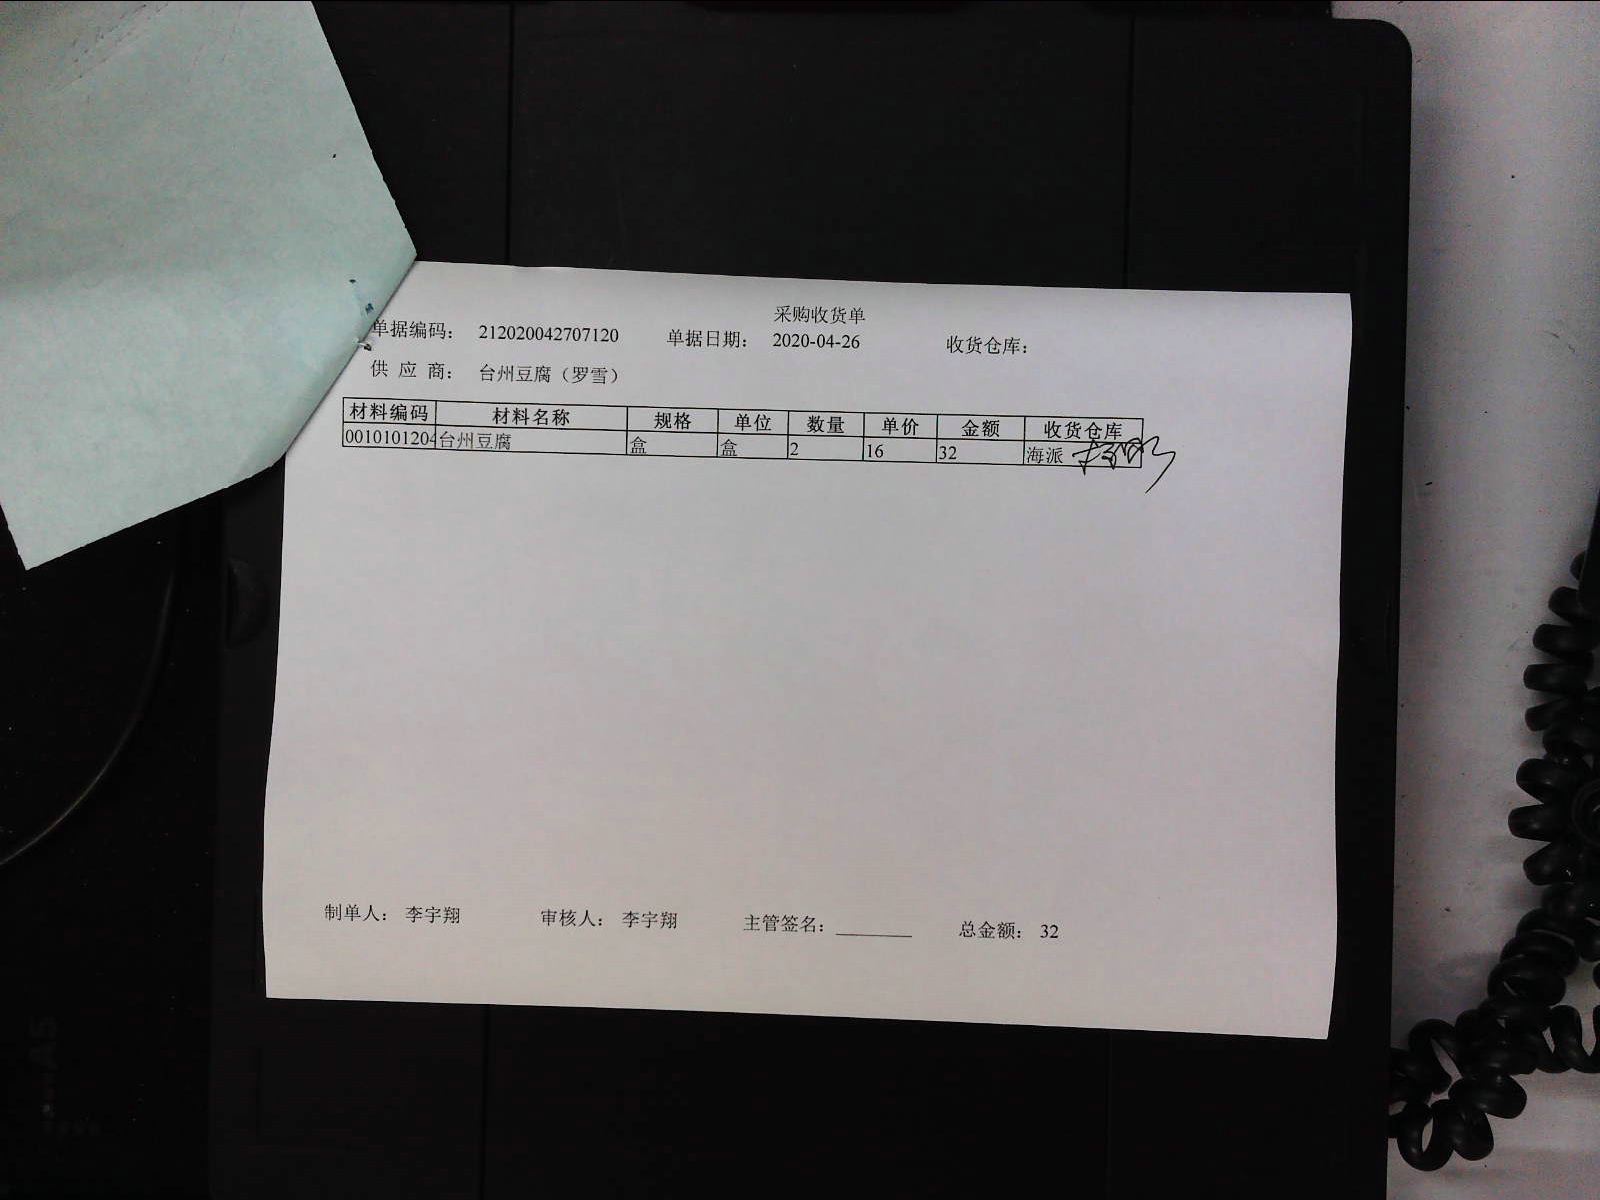 采购收货单
单据编码: 212020042707120 单据日期: 2020-04-26 收货仓库:
供 应 商: 台州豆腐（罗雪）
材料编码 材料名称 规格 单位 数量 单价 金额 收货仓库
0010101204 台州豆腐 盒 盒 2 16 32 海派
制单人: 李宇翔 审核人: 李宇翔 主管签名: ________ 总金额: 32